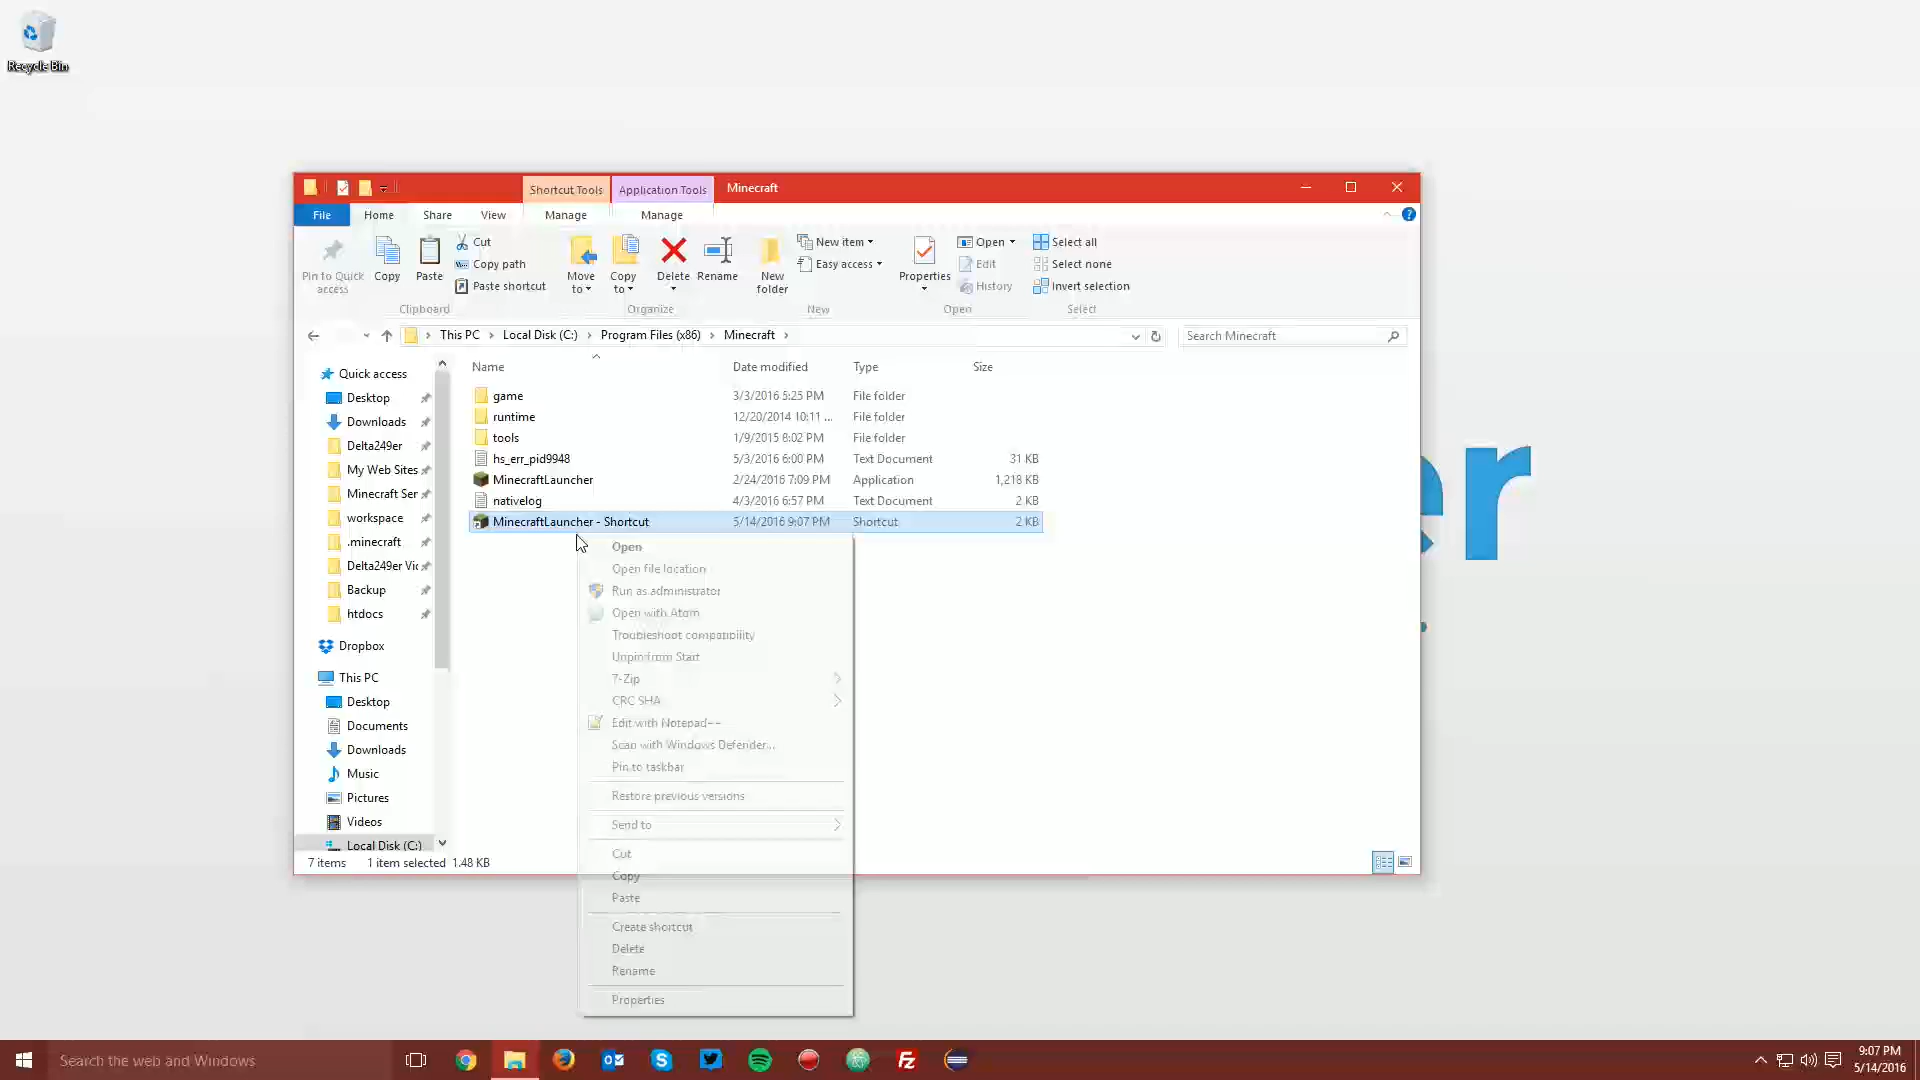 Recycle Bin
Shortcut Tools Application Tools Minecraft
File Home Share View Manage Manage
Pin to Quick access
Copy
Paste
Cut
Copy path
Paste shortcut
Clipboard
Move to
Copy to
Delete
Rename
Organize
New folder
New item
Easy access
New
Properties
Open
Edit
History
Open
Select all
Select none
Invert selection
Select
This PC Local Disk (C:) Program Files (x86) Minecraft
Search Minecraft
Quick access
Desktop
Downloads
Delta249er
My Web Sites
Minecraft Ser
workspace
.minecraft
Delta249er Vic
Backup
htdocs
Dropbox
This PC
Desktop
Documents
Downloads
Music
Pictures
Videos
Local Disk (C:)
Name Date modified Type Size
game 3/3/2016 5:25 PM File folder
runtime 12/20/2014 10:11 ... File folder
tools 1/9/2015 8:02 PM File folder
hs_err_pid9948 5/3/2016 6:00 PM Text Document 31 KB
MinecraftLauncher 2/24/2016 7:09 PM Application 1,218 KB
nativelog 4/3/2016 6:57 PM Text Document 2 KB
MinecraftLauncher - Shortcut 5/14/2016 9:07 PM Shortcut 2 KB
Open
Open file location
Run as administrator
Open with Atom
Troubleshoot compatibility
Unpin from Start
7-Zip
CRC SHA
Edit with Notepad++
Scan with Windows Defender...
Pin to taskbar
Restore previous versions
Send to
Cut
Copy
Paste
Create shortcut
Delete
Rename
Properties
7 items 1 item selected 1.48 KB
er
Search the web and Windows
9:07 PM
5/14/2016